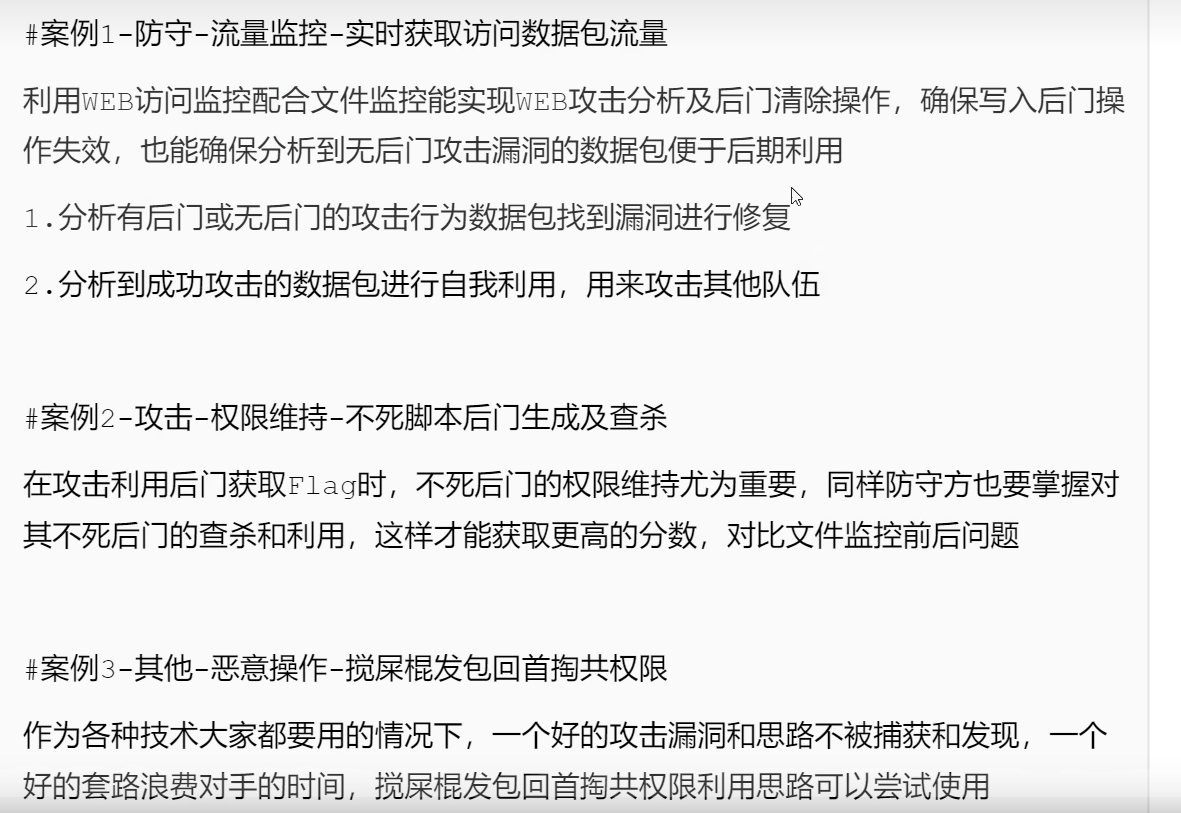 #案例1-防守-流量监控-实时获取访问数据包流量
利用WEB访问监控配合文件监控能实现WEB攻击分析及后门清除操作，确保写入后门操
作失效，也能确保分析到无后门攻击漏洞的数据包便于后期利用
1.分析有后门或无后门的攻击行为数据包找到漏洞进行修复
2.分析到成功攻击的数据包进行自我利用，用来攻击其他队伍
#案例2-攻击-权限维持-不死脚本后门生成及查杀
在攻击利用后门获取Flag时，不死后门的权限维持尤为重要，同样防守方也要掌握对
其不死后门的查杀和利用，这样才能获取更高的分数，对比文件监控前后问题
#案例3-其他-恶意操作-搅屎棍发包回首掏共权限
作为各种技术大家都要用的情况下，一个好的攻击漏洞和思路不被捕获和发现，一个
好的套路浪费对手的时间，搅屎棍发包回首掏共权限利用思路可以尝试使用